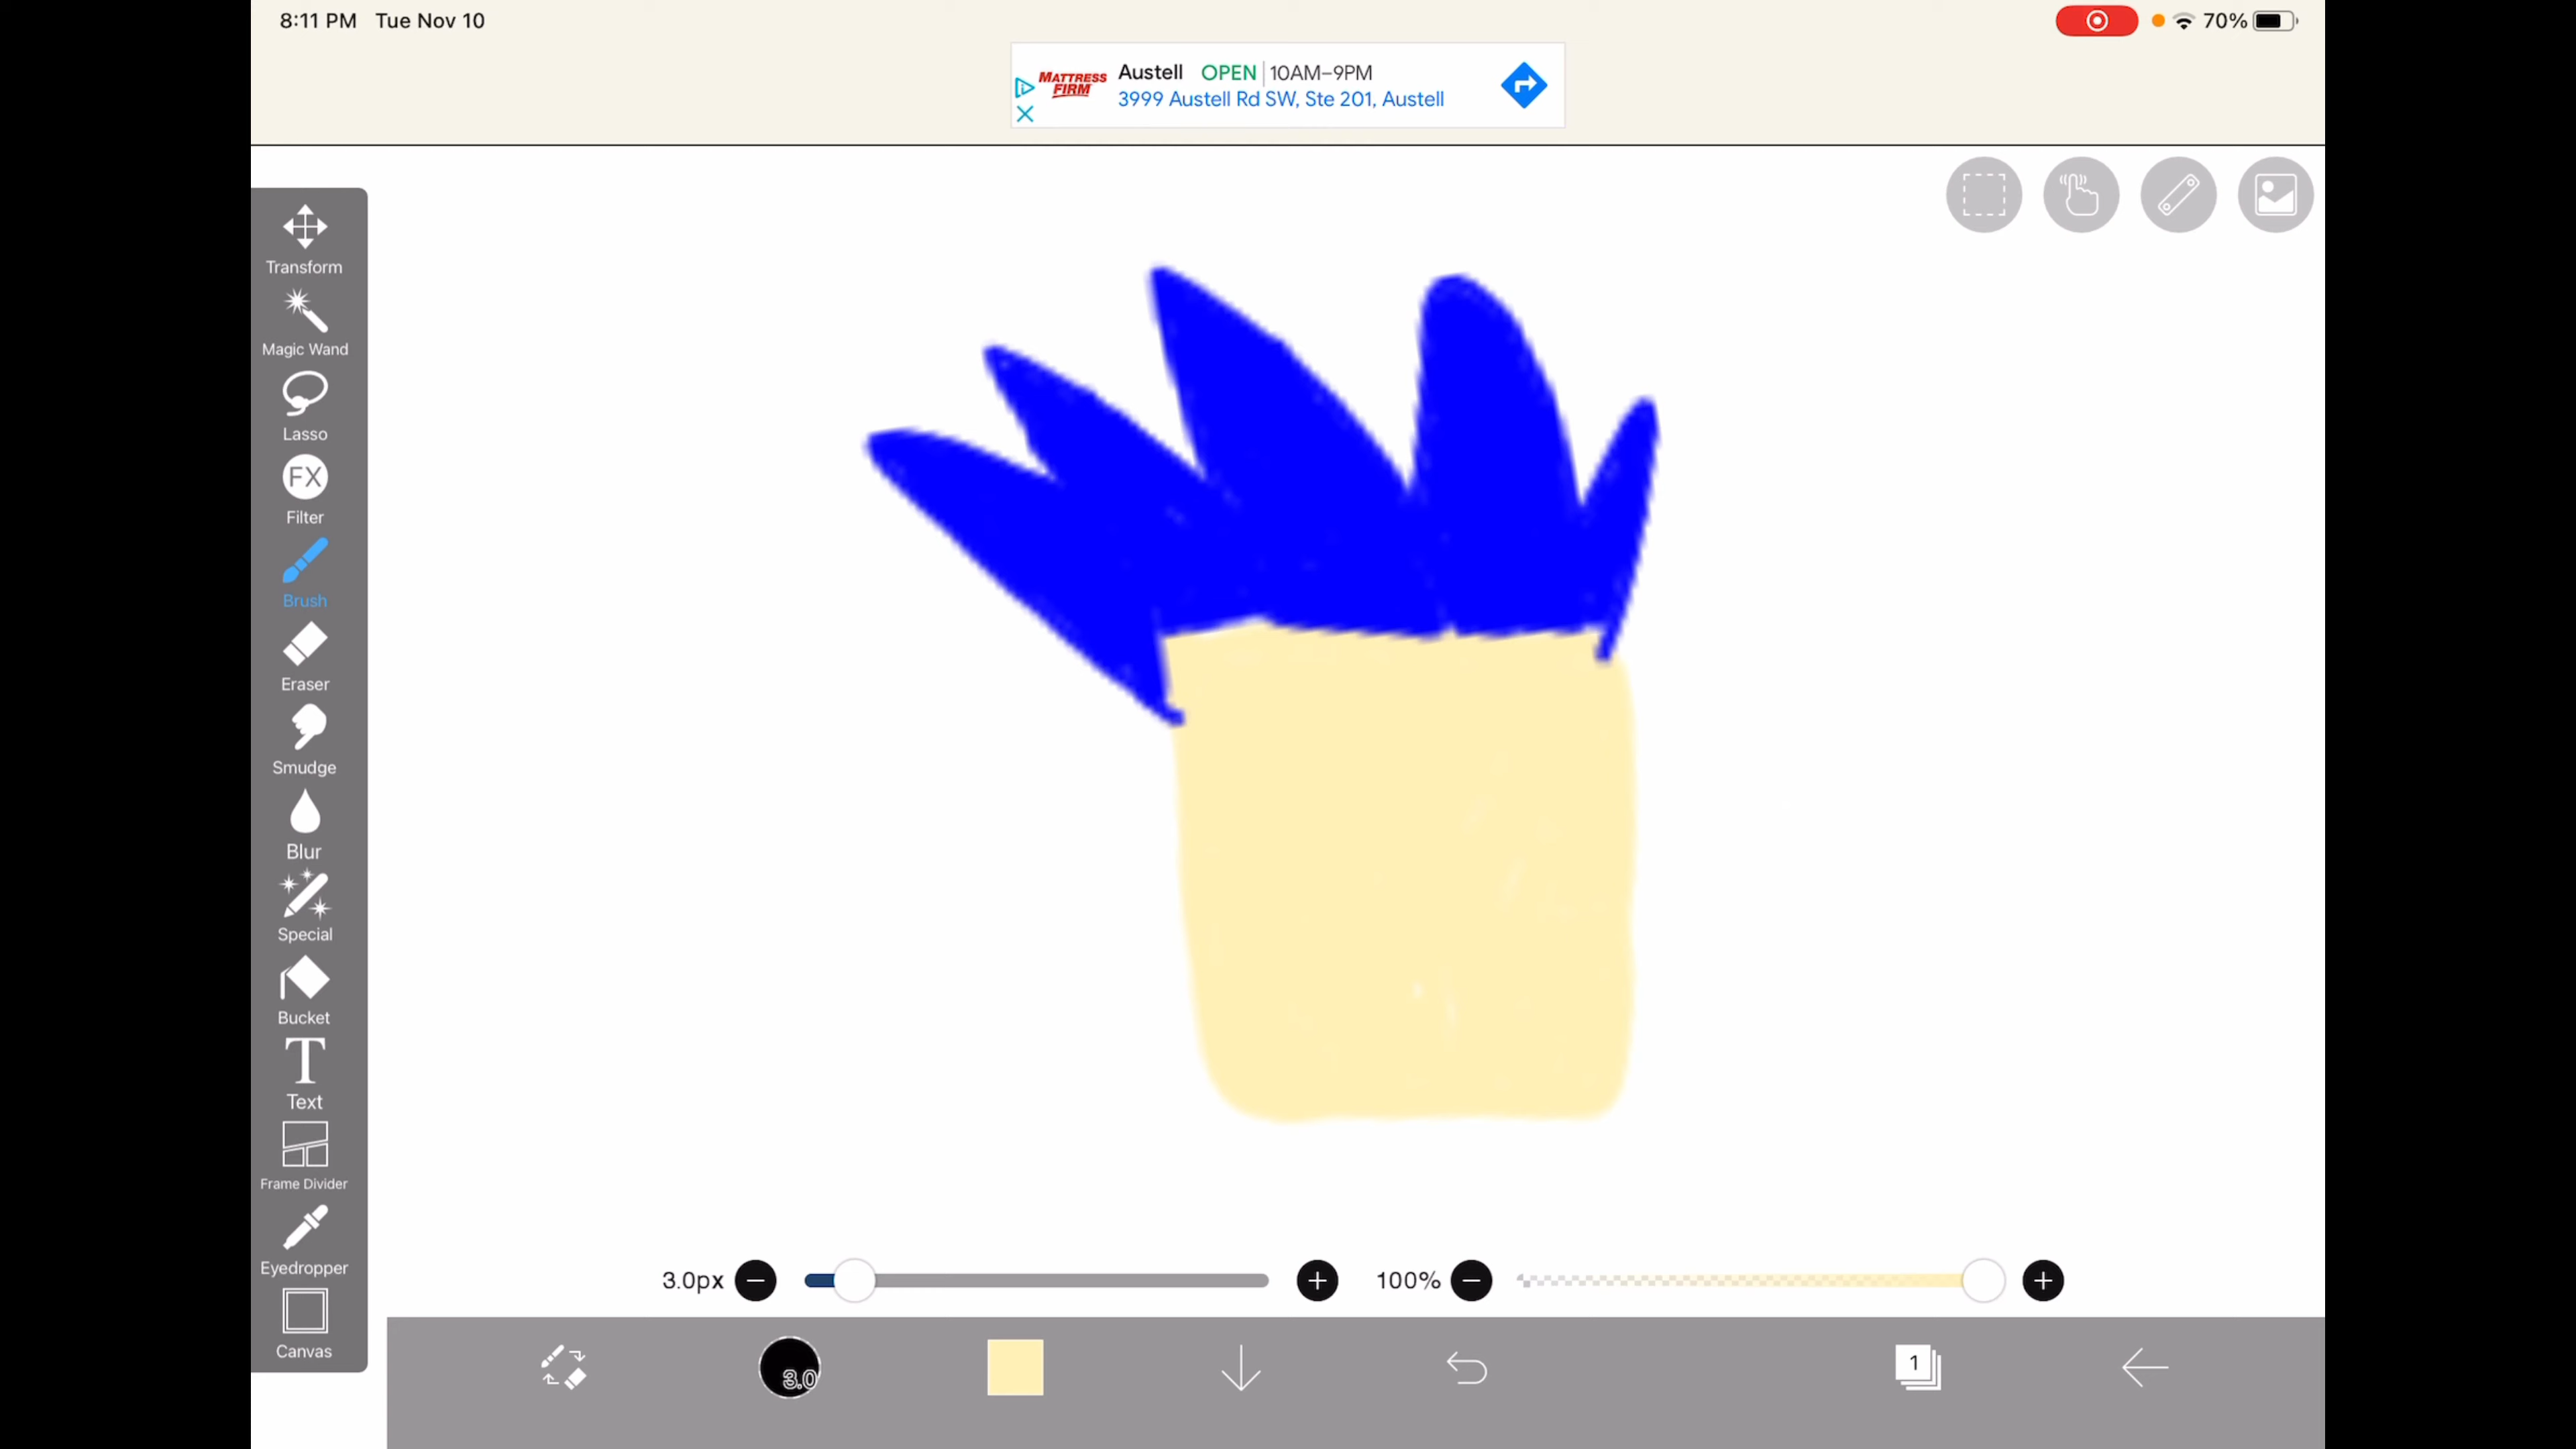 8:11 PM Tue Nov 10
70%
MATTRESS FIRM
Austell OPEN 10AM–9PM
3999 Austell Rd SW, Ste 201, Austell
Transform
Magic Wand
Lasso
FX
Filter
Brush
Eraser
Smudge
Blur
Special
Bucket
T
Text
Frame Divider
Eyedropper
Canvas
3.0px
100%
3.0
1